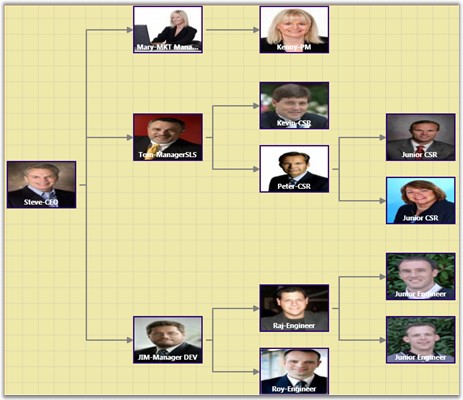 Mary-MKT Mana...
Kenny-PM
Kevin-CSR
Tom-ManagerSLS
Junior CSR
Peter-CSR
Steve-CEO
Junior CSR
Junior Engineer
Raj-Engineer
JIM-Manager DEV
Junior Engineer
Roy-Engineer